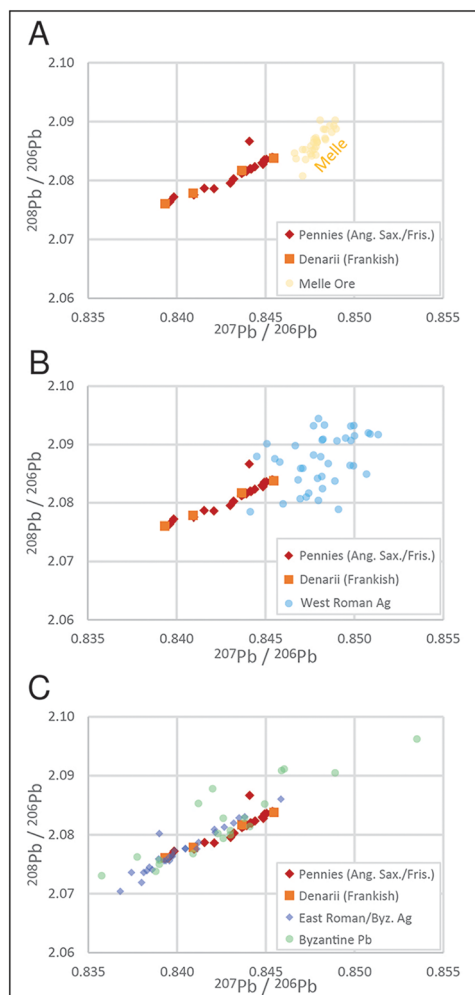 A
2.10
2.09
2.08
2.07
2.06
208Pb / 206Pb
Melle
Pennies (Ang. Sax./Fris.)
Denarii (Frankish)
Melle Ore
0.835
0.840
0.845
0.850
0.855
207Pb / 206Pb
B
2.10
2.09
2.08
2.07
2.06
208Pb / 206Pb
Pennies (Ang. Sax./Fris.)
Denarii (Frankish)
West Roman Ag
0.835
0.840
0.845
0.850
0.855
207Pb / 206Pb
C
2.10
2.09
2.08
2.07
2.06
208Pb / 206Pb
Pennies (Ang. Sax./Fris.)
Denarii (Frankish)
East Roman/Byz. Ag
Byzantine Pb
0.835
0.840
0.845
0.850
0.855
207Pb / 206Pb